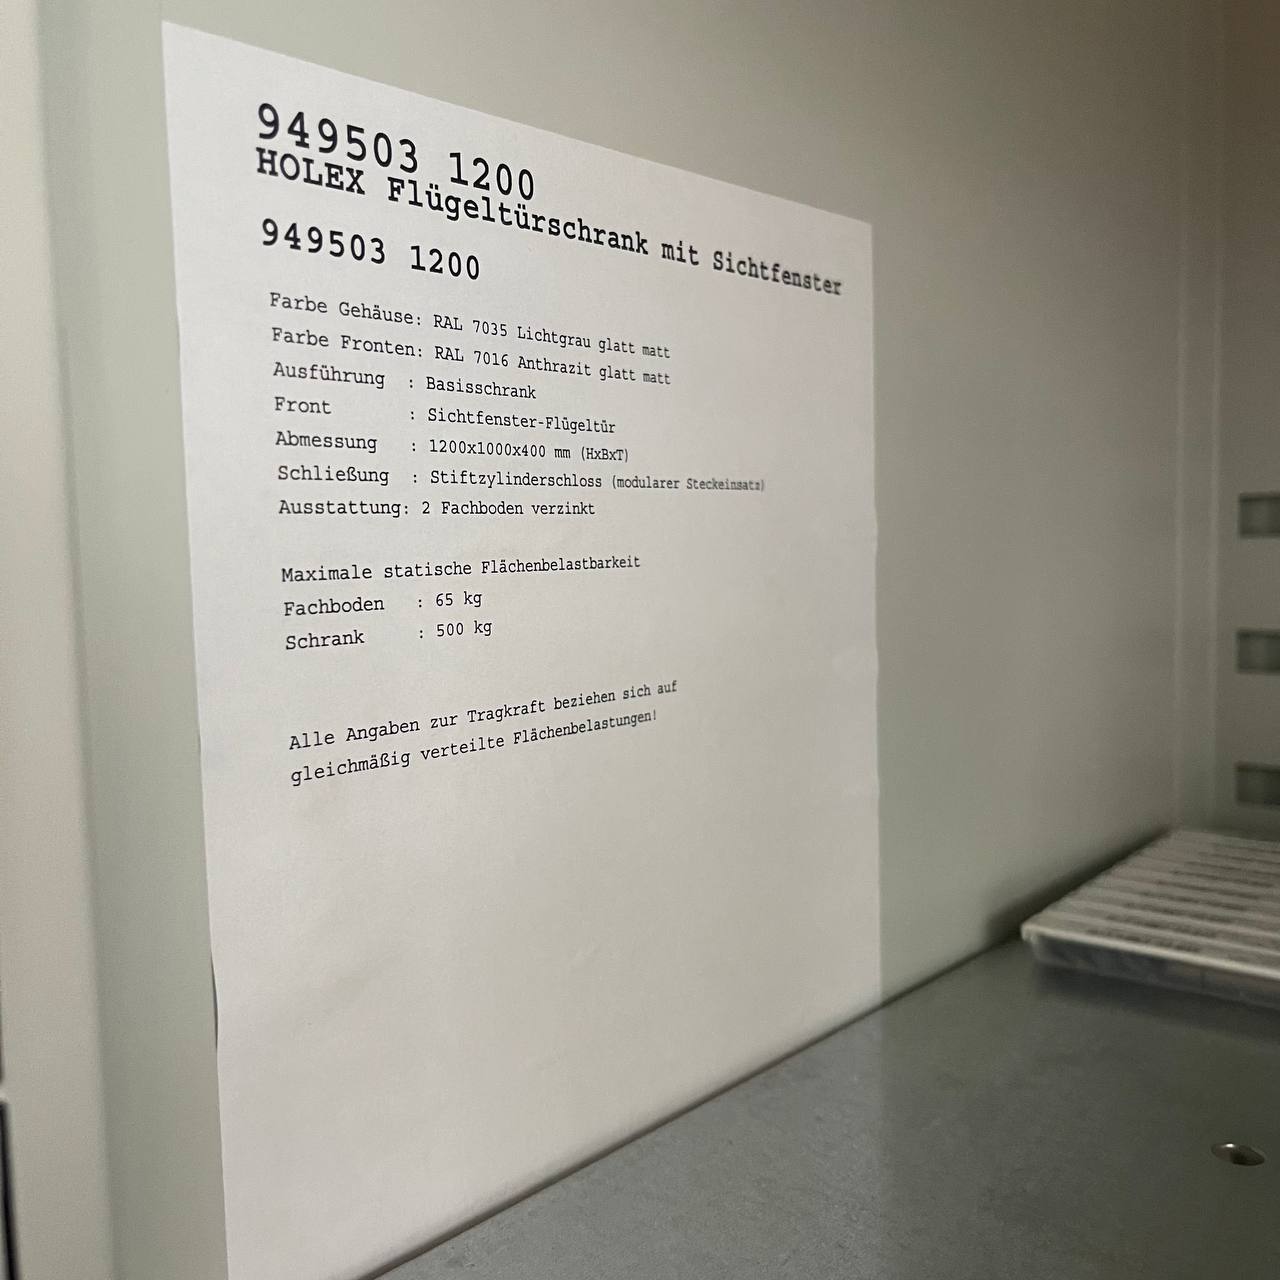 949503 1200
HOLEX Flügeltürschrank mit Sichtfenster
949503 1200
Farbe Gehäuse: RAL 7035 Lichtgrau glatt matt
Farbe Fronten: RAL 7016 Anthrazit glatt matt
Ausführung : Basisschrank
Front : Sichtfenster-Flügeltür
Abmessung : 1200x1000x400 mm (HxBxT)
Schließung : Stiftzylinderschloss (modularer Steckeinsatz)
Ausstattung: 2 Fachboden verzinkt
Maximale statische Flächenbelastbarkeit
Fachboden : 65 kg
Schrank : 500 kg
Alle Angaben zur Tragkraft beziehen sich auf
gleichmäßig verteilte Flächenbelastungen!